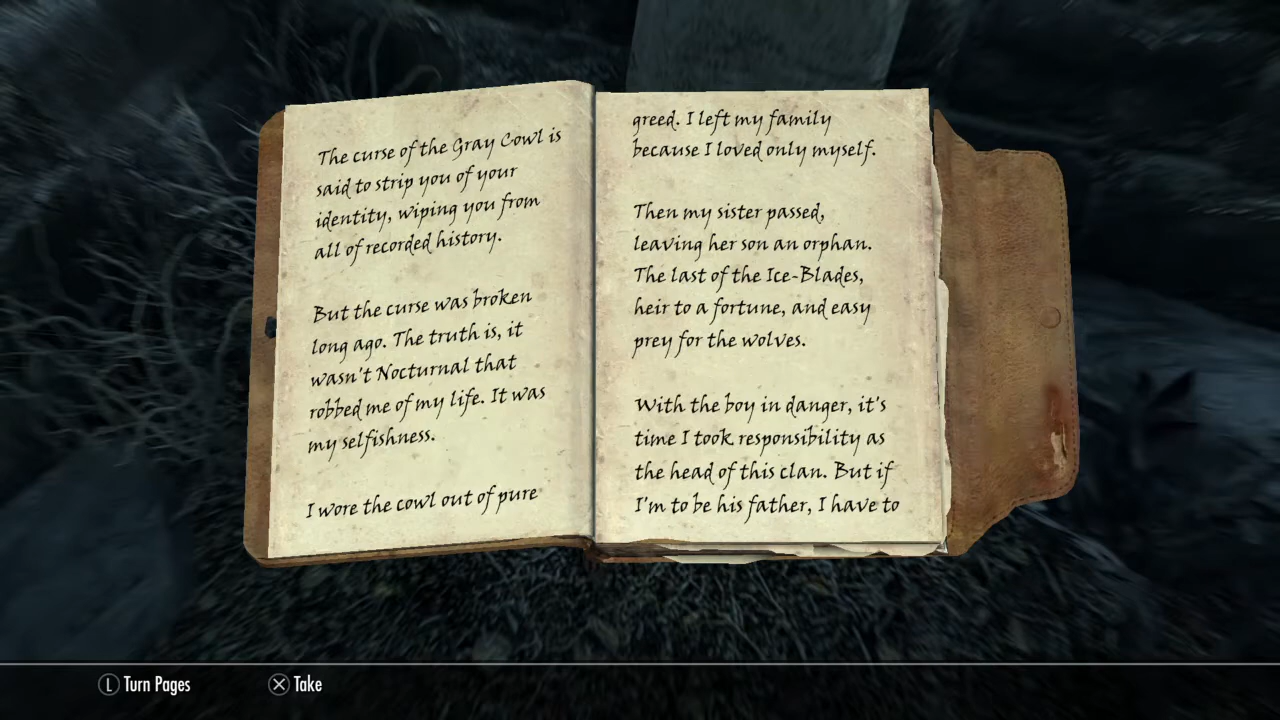 The curse of the Gray Cowl is
said to strip you of your
identity, wiping you from
all of recorded history.
But the curse was broken
long ago. The truth is, it
wasn't Nocturnal that
robbed me of my life. It was
my selfishness.
I wore the cowl out of pure
greed. I left my family
because I loved only myself.
Then my sister passed,
leaving her son an orphan.
The last of the Ice-Blades,
heir to a fortune, and easy
prey for the wolves.
With the boy in danger, it's
time I took responsibility as
the head of this clan. But if
I'm to be his father, I have to
L Turn Pages
X Take